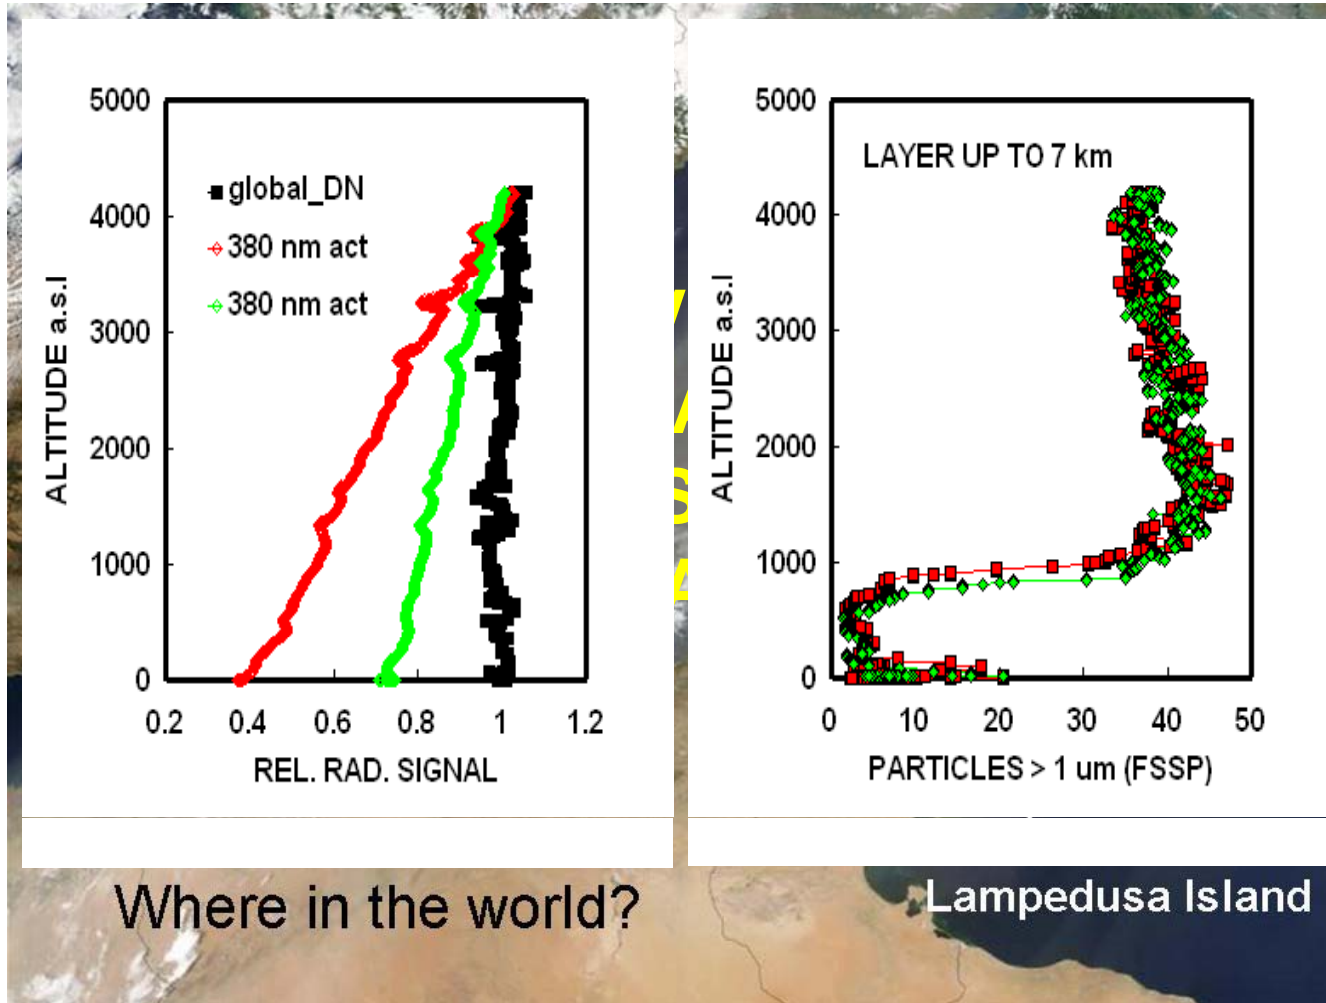 5000
4000
3000
2000
1000
0
ALTITUDE a.s.l
global_DN
380 nm act
380 nm act
0.2 0.4 0.6 0.8 1 1.2
REL. RAD. SIGNAL
5000
4000
3000
2000
1000
0
ALTITUDE a.s.l
LAYER UP TO 7 km
0 10 20 30 40 50
PARTICLES > 1 um (FSSP)
Where in the world?
Lampedusa Island